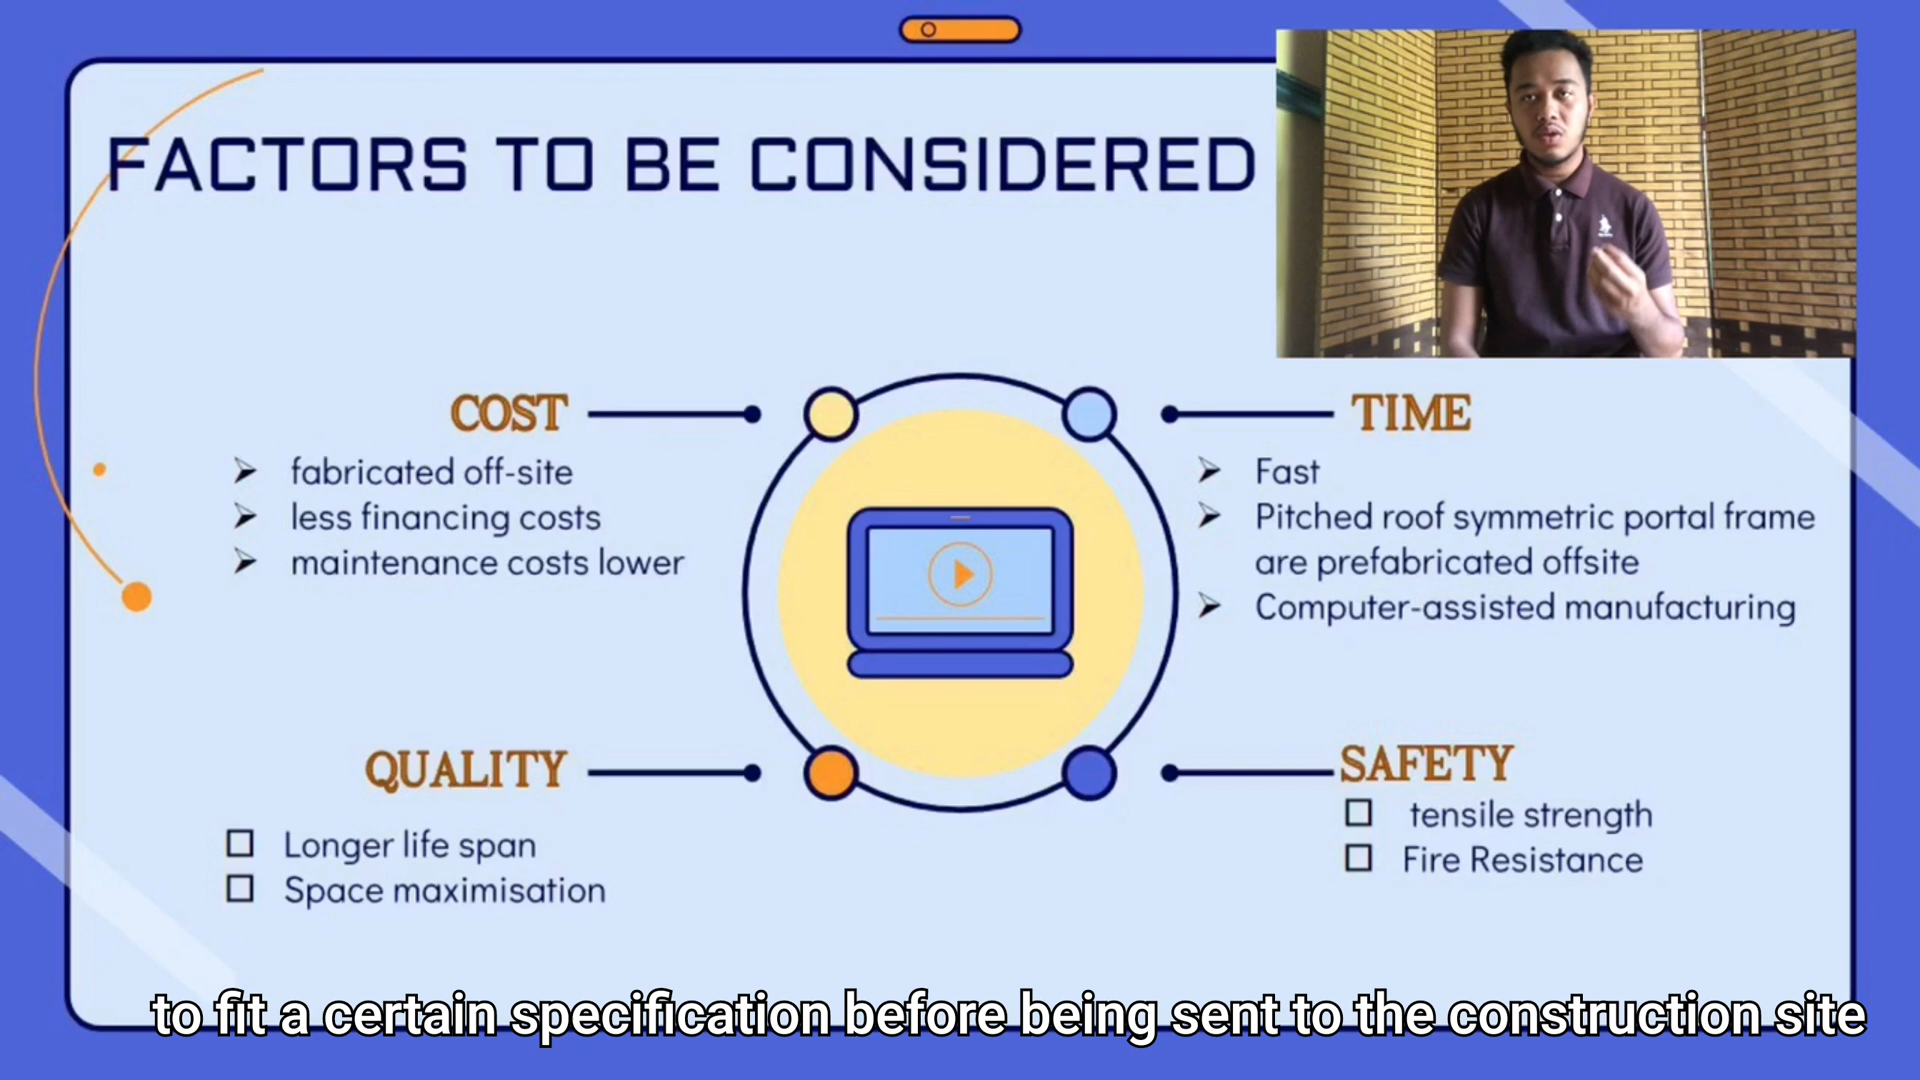 FACTORS TO BE CONSIDERED
COST
fabricated off-site
less financing costs
maintenance costs lower
TIME
Fast
Pitched roof symmetric portal frame
are prefabricated offsite
Computer-assisted manufacturing
QUALITY
Longer life span
Space maximisation
SAFETY
tensile strength
Fire Resistance
to fit a certain specification before being sent to the construction site